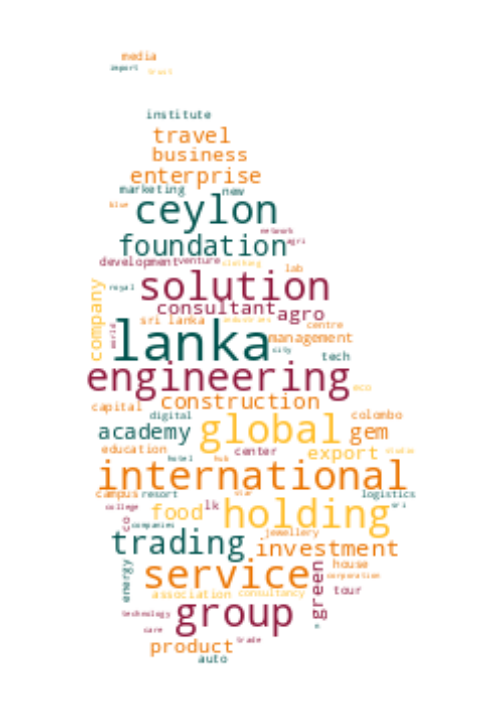 media
import
trust
institute
travel
business
enterprise
marketing new
blue
ceylon
network
foundation agri
development venture clothing
lab
royal
solution
company
consultant agro
sri lanka industries centre
world
lanka management
city tech
engineering eco
construction
capital colombo
digital
academy global gem
education center export studios
hotel hub
international
campus resort star logistics
college food lk holding sri
co companies
trading jewellery
investment
energy service house
corporation
association consultancy green tour
technology group
care trade
product
auto